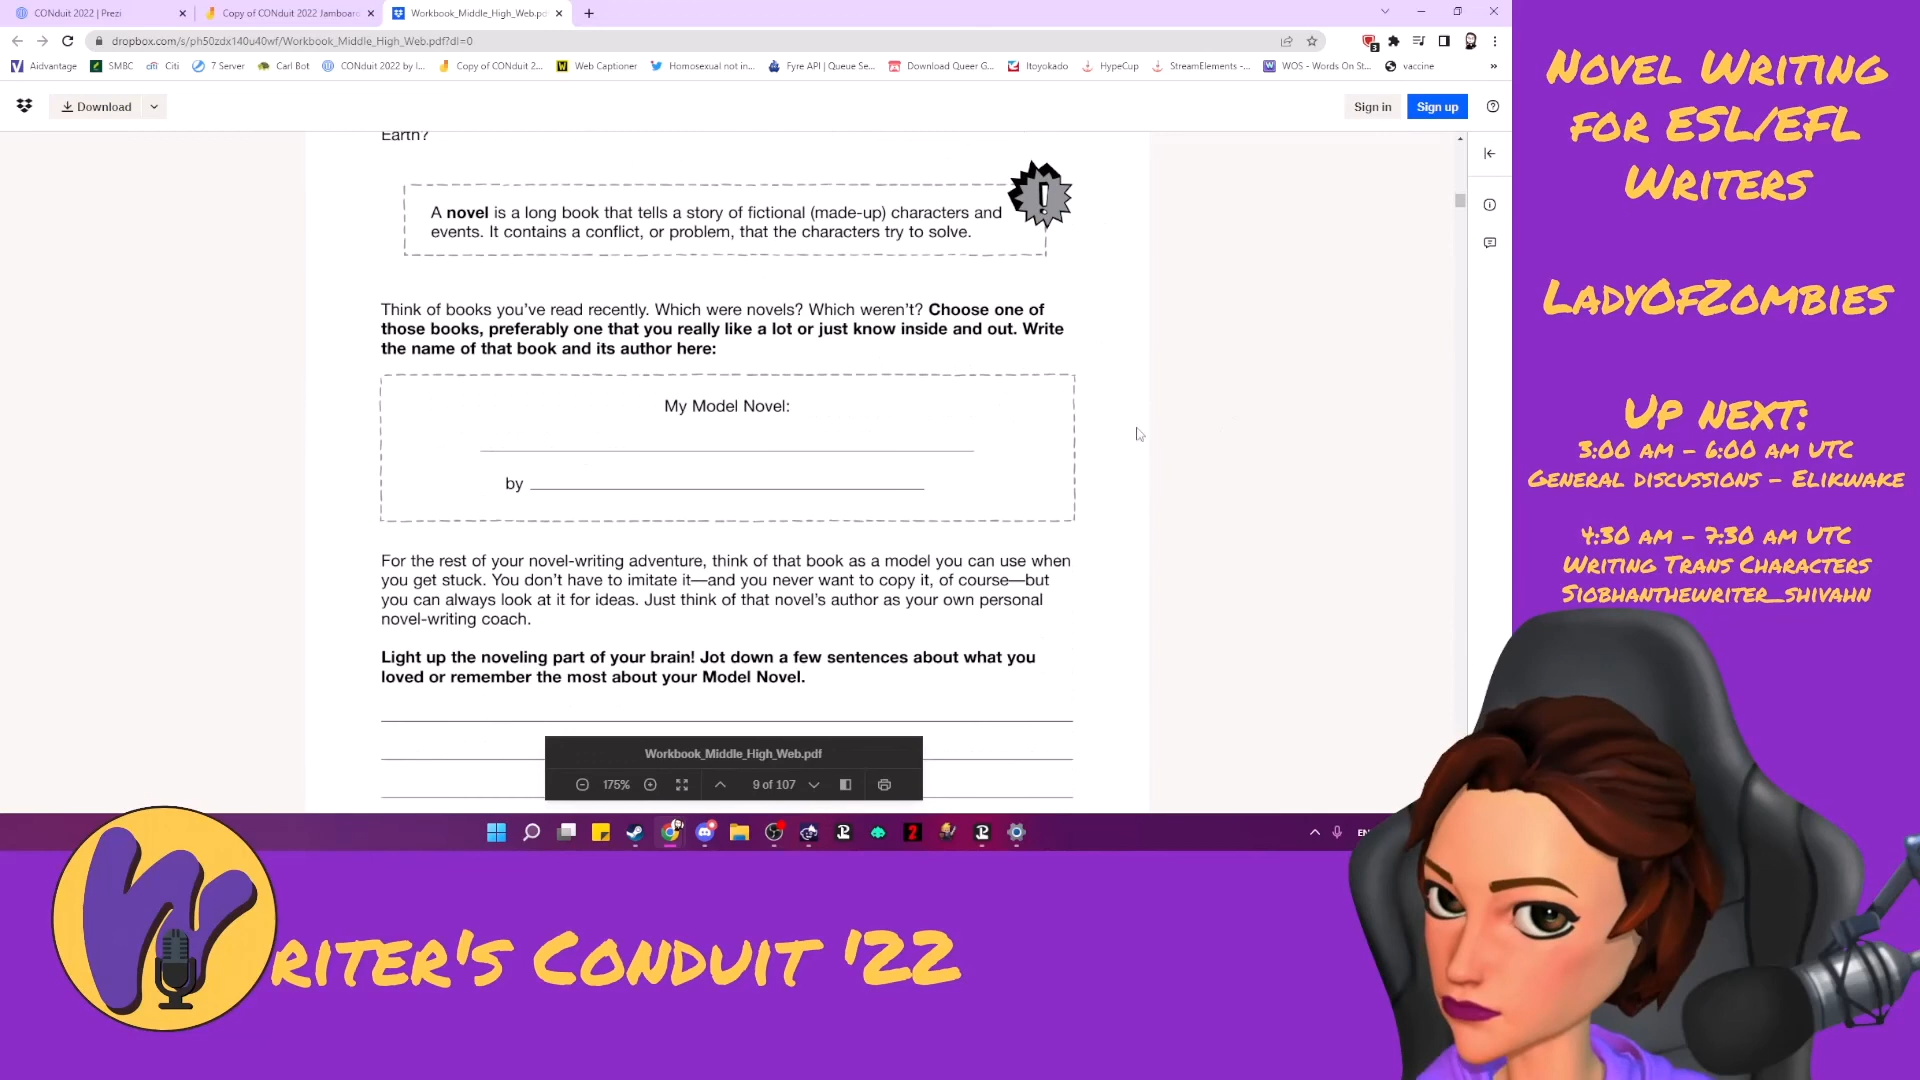 CONduit 2022 | Prezi
Copy of CONduit 2022 Jamboard
Workbook_Middle_High_Web.pdf
dropbox.com/s/ph50zdx140u40wf/Workbook_Middle_High_Web.pdf?dl=0
3
Aidvantage
SMBC
Citi
7 Server
Carl Bot
CONduit 2022 by l...
Copy of CONduit 2...
Web Captioner
Homosexual not in...
Fyre API | Queue Se...
Download Queer G...
Itoyokado
HypeCup
StreamElements -...
WOS - Words On St...
vaccine
»
Download
Sign in
Sign up
Earth?
A novel is a long book that tells a story of fictional (made-up) characters and
events. It contains a conflict, or problem, that the characters try to solve.
!
Think of books you've read recently. Which were novels? Which weren't? Choose one of
those books, preferably one that you really like a lot or just know inside and out. Write
the name of that book and its author here:
My Model Novel:
by
For the rest of your novel-writing adventure, think of that book as a model you can use when
you get stuck. You don't have to imitate it—and you never want to copy it, of course—but
you can always look at it for ideas. Just think of that novel's author as your own personal
novel-writing coach.
Light up the noveling part of your brain! Jot down a few sentences about what you
loved or remember the most about your Model Novel.
Workbook_Middle_High_Web.pdf
175%
9 of 107
Novel Writing
for ESL/EFL
Writers
LadyOfZombies
Up next:
3:00 am - 6:00 am UTC
General discussions - Elikwake
4:30 am - 7:30 am UTC
Writing Trans Characters
Siobhanthewriter_shivahn
Writer's Conduit '22